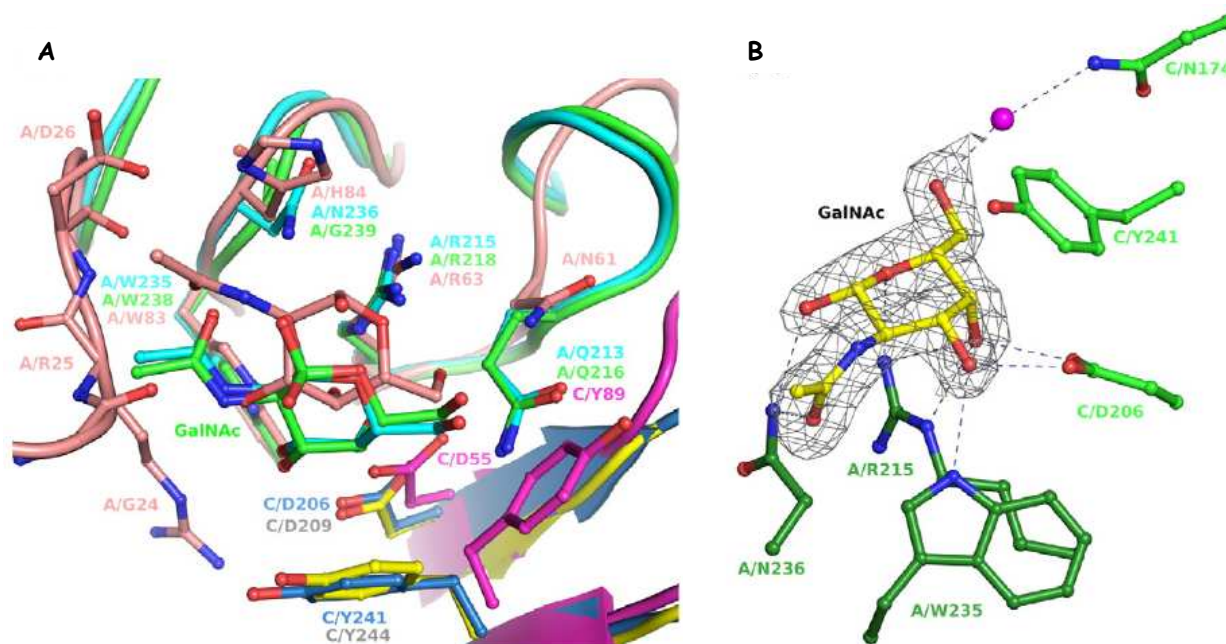 A
B
C/N174
A/D26
A/H84
A/N236
A/G239
GalNAc
C/Y241
A/R215
A/R218
A/R63
A/N61
A/W235
A/W238
A/W83
A/R25
A/Q213
A/Q216
C/Y89
GalNAc
C/D55
C/D206
A/R215
A/G24
C/D206
C/D209
A/N236
A/W235
C/Y241
C/Y244